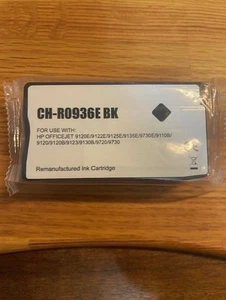 CH-R0936E BK
FOR USE WITH:
HP OFFICEJET 9120E/9122E/9125E/9135E/9730E/9110B/
9120/9120B/9123/9130B/9720/9730
Remanufactured Ink Cartridge